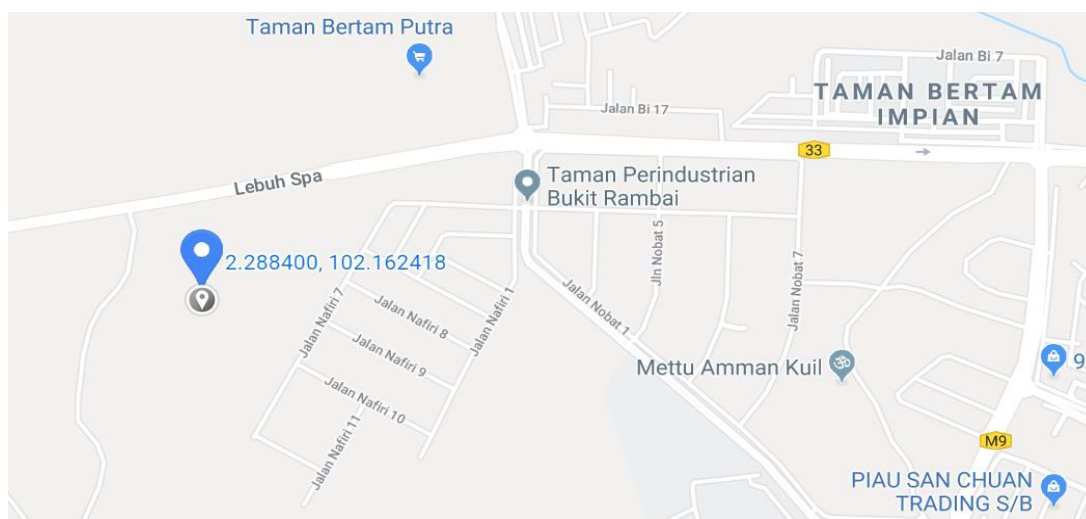 Taman Bertam Putra
Jalan Bi 7
TAMAN BERTAM
IMPIAN
Jalan Bi 17
33
Lebuh Spa
Taman Perindustrian
Bukit Rambai
2.288400, 102.162418
Jln Nobat 5
Jalan Nobat 7
Jalan Nafiri 7
Jalan Nafiri 8
Jalan Nafiri 1
Jalan Nobat 1
Jalan Nafiri 9
Mettu Amman Kuil
9
Jalan Nafiri 10
Jalan Nafiri 11
M9
PIAU SAN CHUAN
TRADING S/B